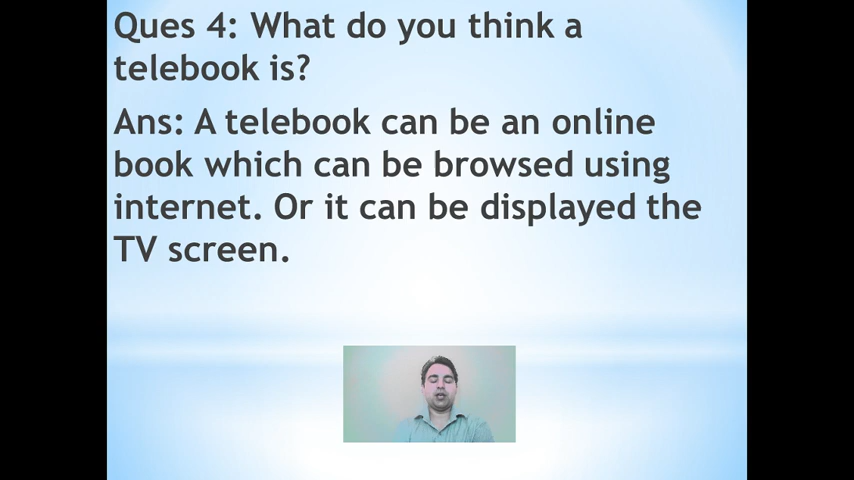 Ques 4: What do you think a
telebook is?
Ans: A telebook can be an online
book which can be browsed using
internet. Or it can be displayed the
TV screen.